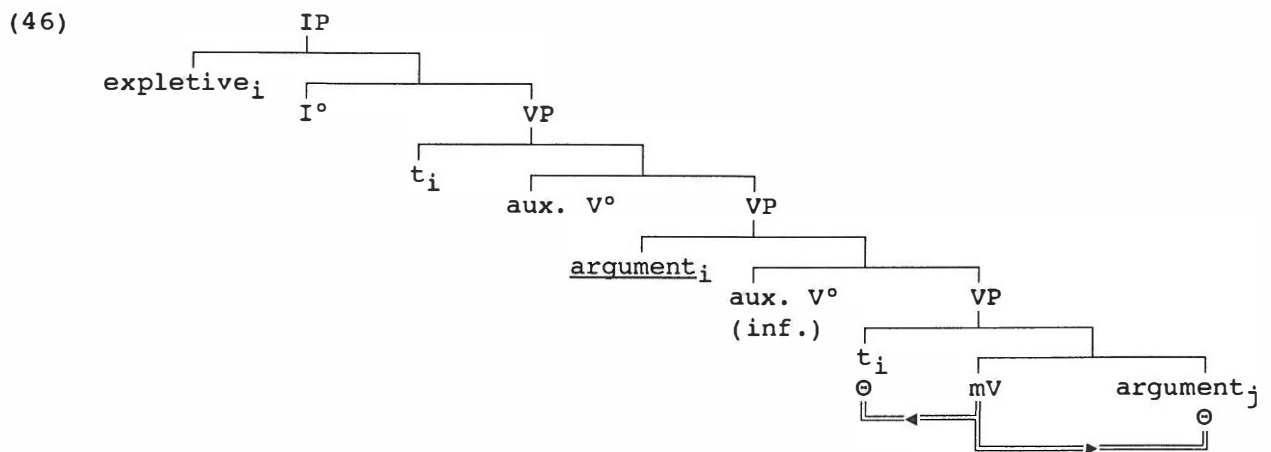 (46) IP
expletive_i
I° VP
t_i
aux. V° VP
argument_i
aux. V° VP
(inf.)
t_i
Θ mV argument_j
Θ